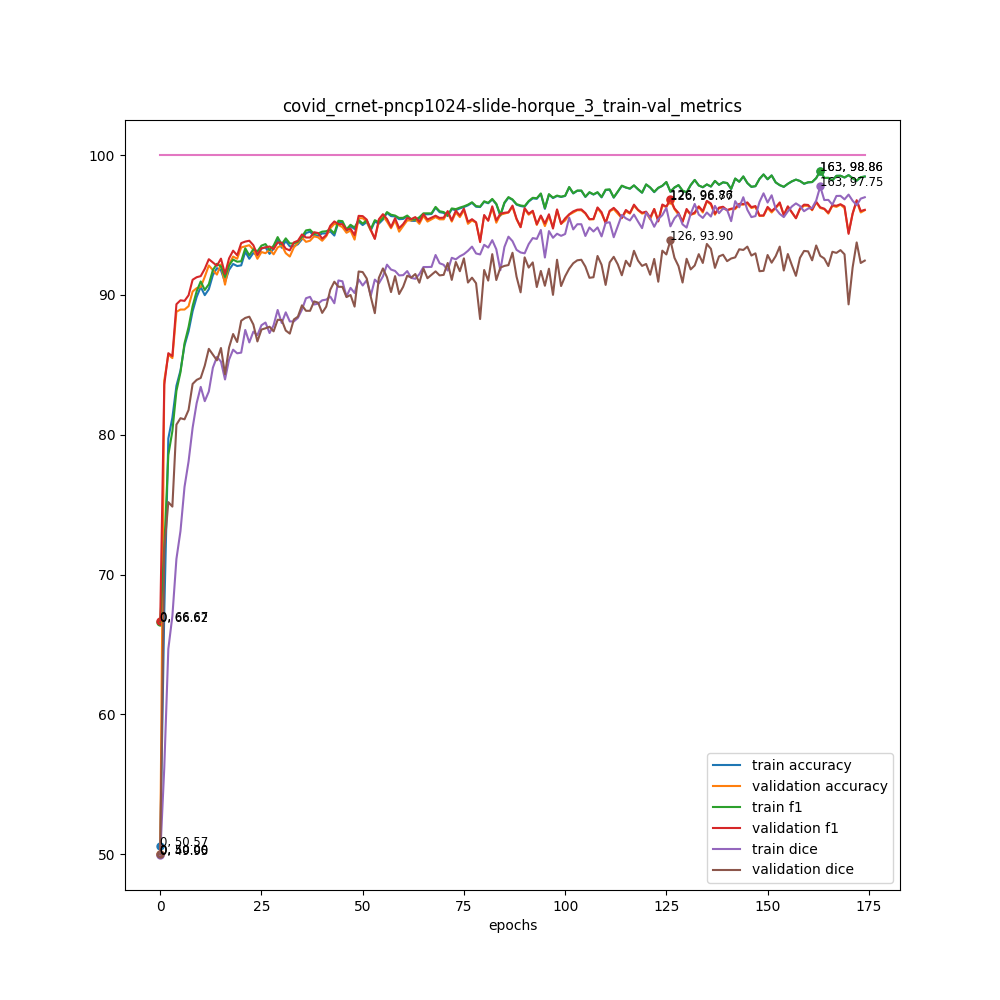 covid_crnet-pncp1024-slide-horque_3_train-val_metrics
100
163, 98.86
163, 97.75
126, 93.90
90
80
70
0, 66.67
60
0, 50.57
50
0 25 50 75 100 125 150 175
epochs
train accuracy
validation accuracy
train f1
validation f1
train dice
validation dice